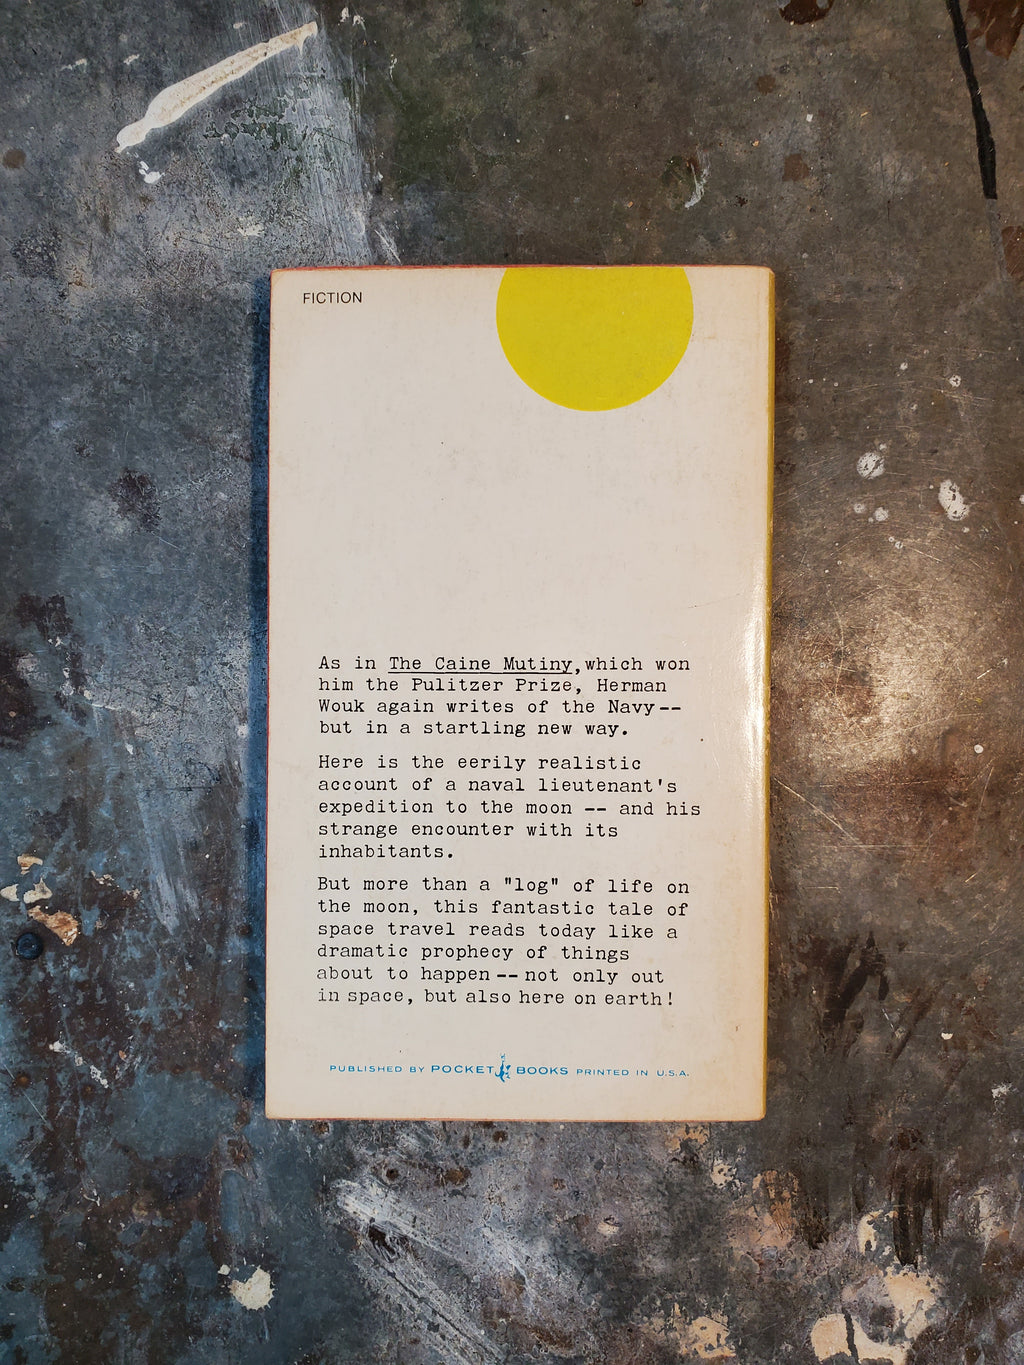 FICTION
As in The Caine Mutiny, which won
him the Pulitzer Prize, Herman
Wouk again writes of the Navy--
but in a startling new way.
Here is the eerily realistic
account of a naval lieutenant's
expedition to the moon -- and his
strange encounter with its
inhabitants.
But more than a "log" of life on
the moon, this fantastic tale of
space travel reads today like a
dramatic prophecy of things
about to happen -- not only out
in space, but also here on earth!
PUBLISHED BY POCKET BOOKS PRINTED IN U.S.A.